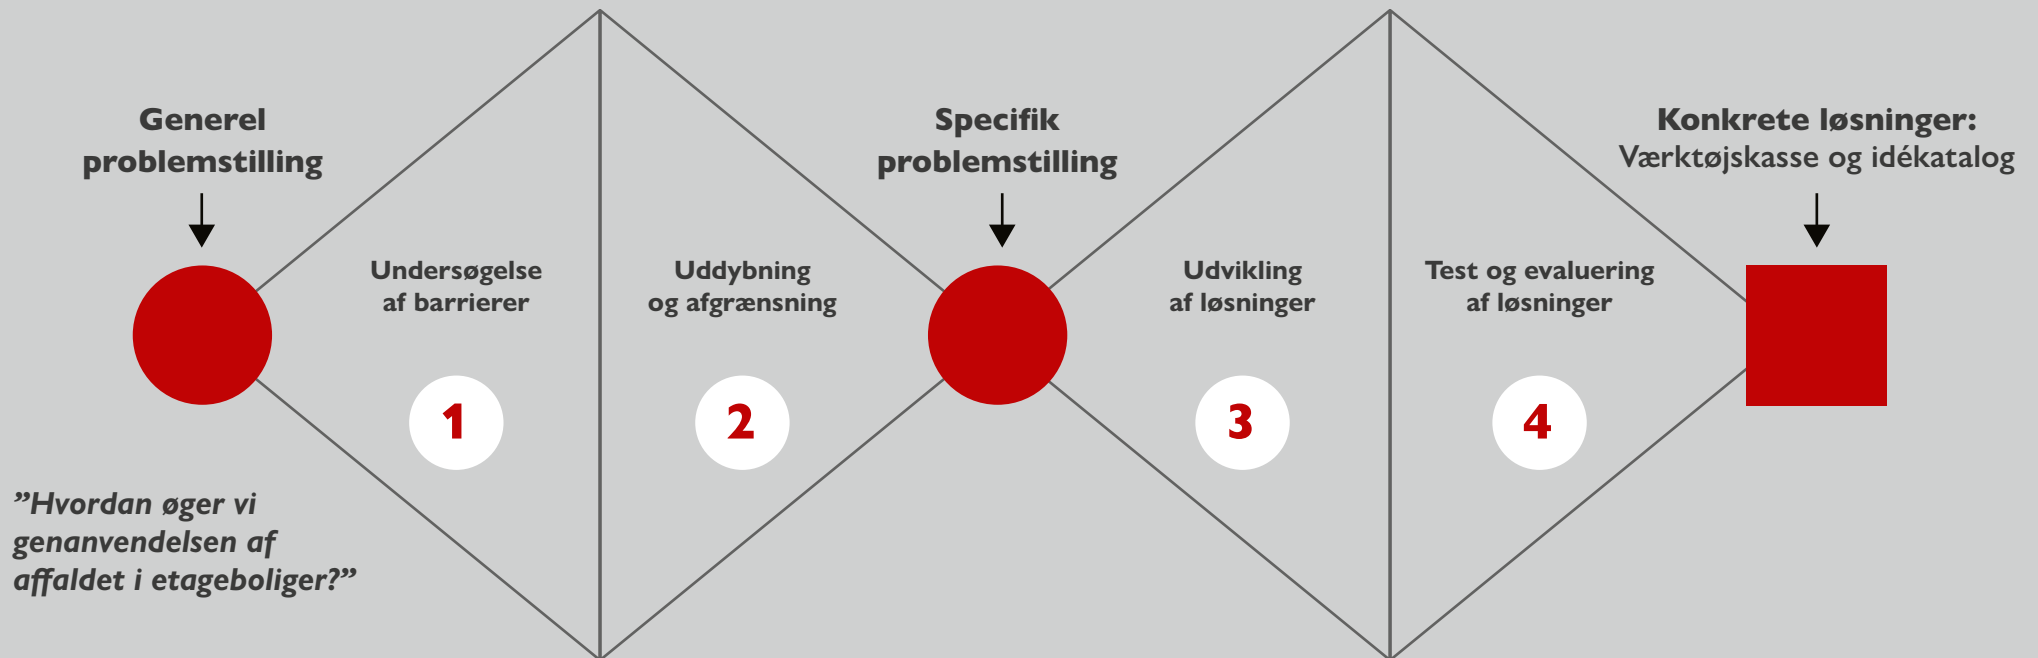 Generel
problemstilling
Specifik
problemstilling
Konkrete løsninger:
Værktøjskasse og idékatalog
Undersøgelse
af barrierer
Uddybning
og afgrænsning
Udvikling
af løsninger
Test og evaluering
af løsninger
1
2
3
4
”Hvordan øger vi
genanvendelsen af
affaldet i etageboliger?”